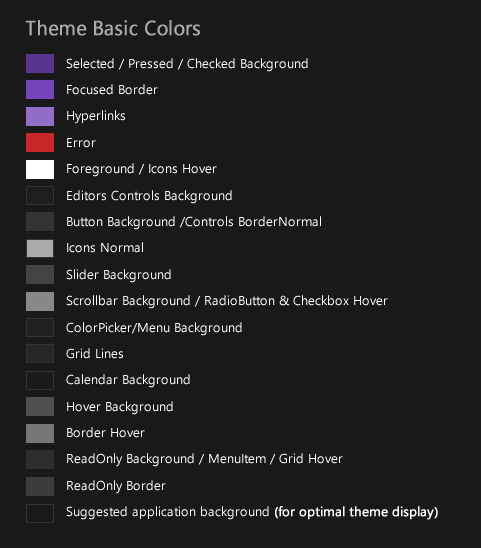 Theme Basic Colors
Selected / Pressed / Checked Background
Focused Border
Hyperlinks
Error
Foreground / Icons Hover
Editors Controls Background
Button Background /Controls BorderNormal
Icons Normal
Slider Background
Scrollbar Background / RadioButton & Checkbox Hover
ColorPicker/Menu Background
Grid Lines
Calendar Background
Hover Background
Border Hover
ReadOnly Background / MenuItem / Grid Hover
ReadOnly Border
Suggested application background (for optimal theme display)